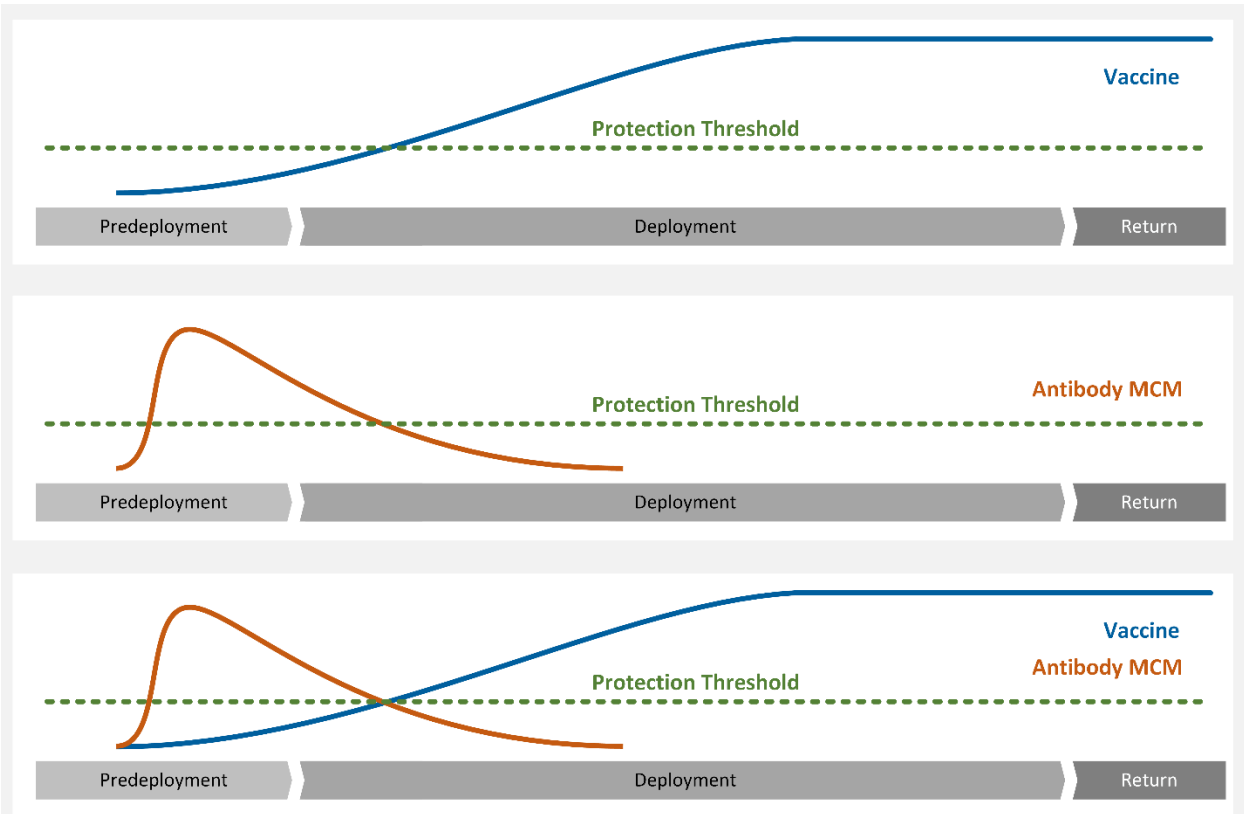 Vaccine
Protection Threshold
Predeployment
Deployment
Return
Antibody MCM
Protection Threshold
Predeployment
Deployment
Return
Vaccine
Antibody MCM
Protection Threshold
Predeployment
Deployment
Return